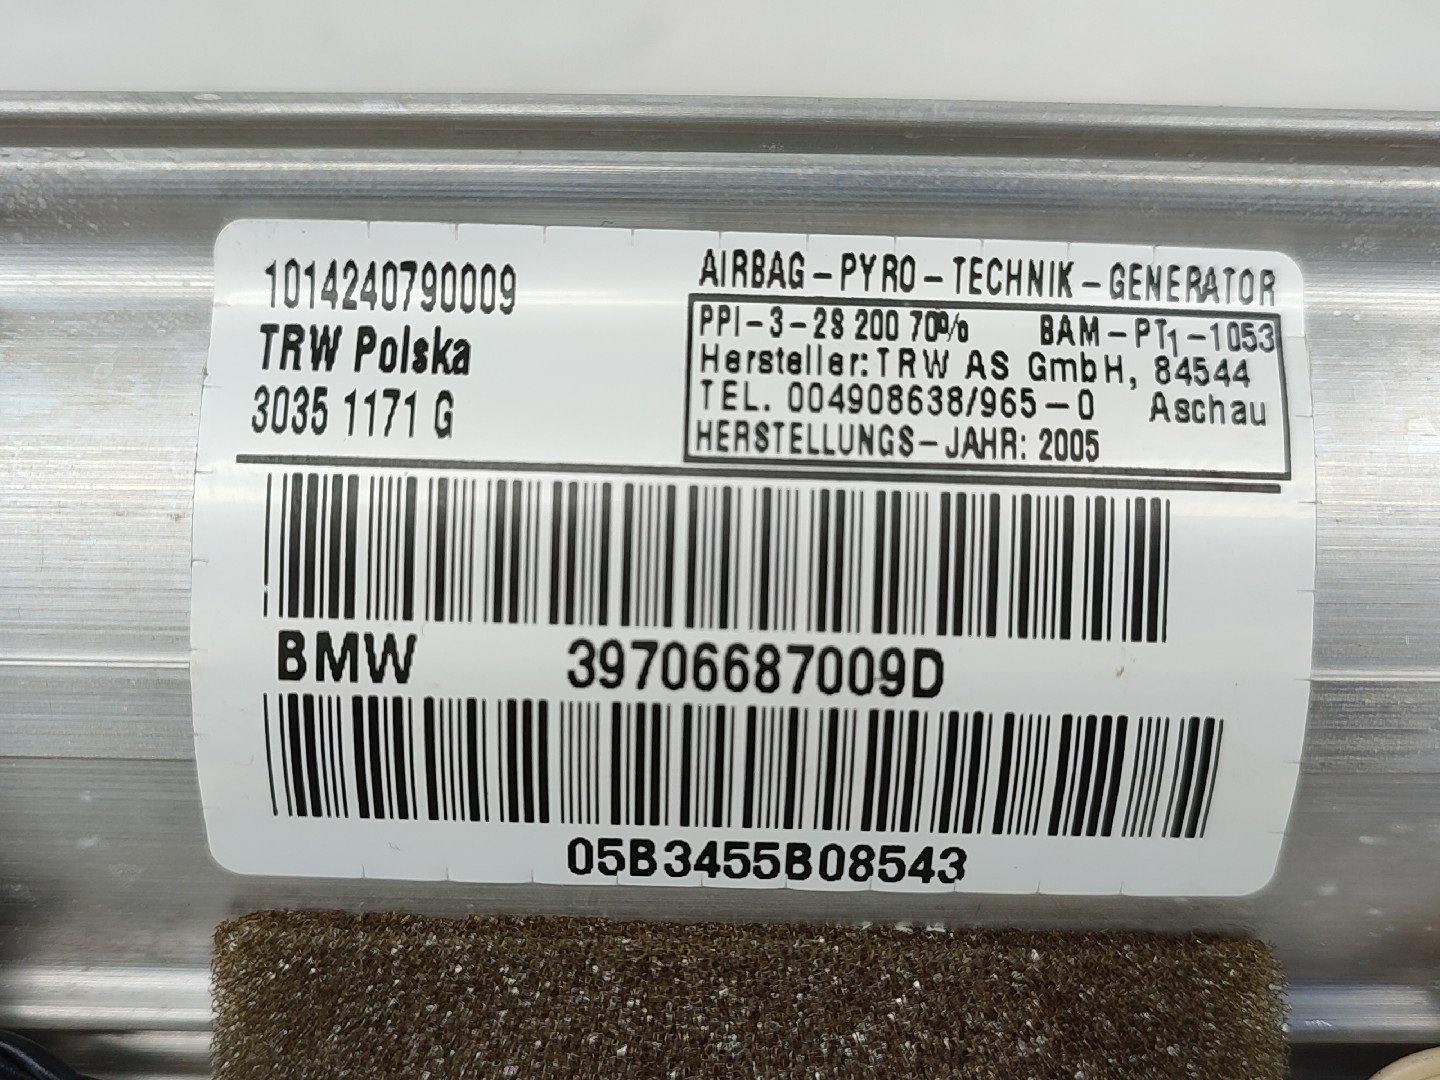 1014240790009
TRW Polska
3035 1171 G
AIRBAG-PYRO-TECHNIK-GENERATOR
PPI-3-2S 200 70% BAM-PT1-1053
Hersteller: TRW AS GmbH, 84544
TEL. 004908638/965-0 Aschau
HERSTELLUNGS-JAHR: 2005
BMW 39706687009D
05B3455B08543